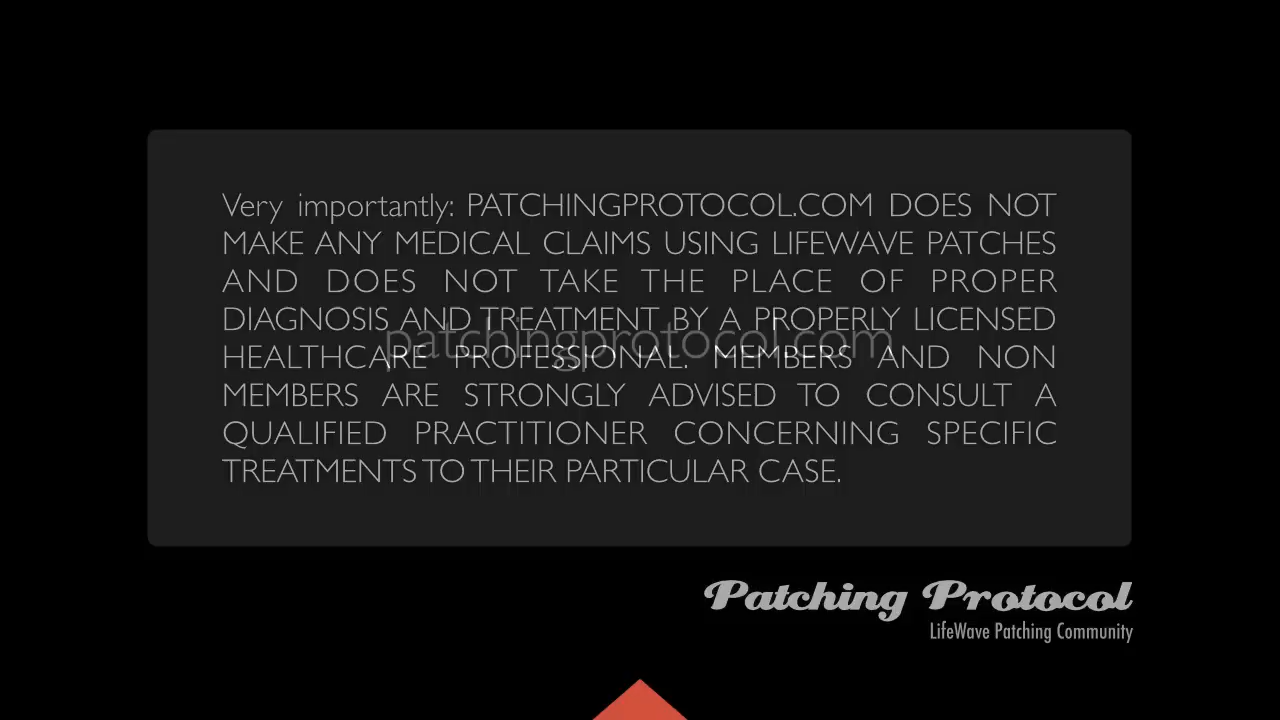 Very importantly: PATCHINGPROTOCOL.COM DOES NOT
MAKE ANY MEDICAL CLAIMS USING LIFEWAVE PATCHES
AND DOES NOT TAKE THE PLACE OF PROPER
DIAGNOSIS AND TREATMENT BY A PROPERLY LICENSED
patchingprotocol.com
HEALTHCARE PROFESSIONAL. MEMBERS AND NON
MEMBERS ARE STRONGLY ADVISED TO CONSULT A
QUALIFIED PRACTITIONER CONCERNING SPECIFIC
TREATMENTS TO THEIR PARTICULAR CASE.
Patching Protocol
LifeWave Patching Community